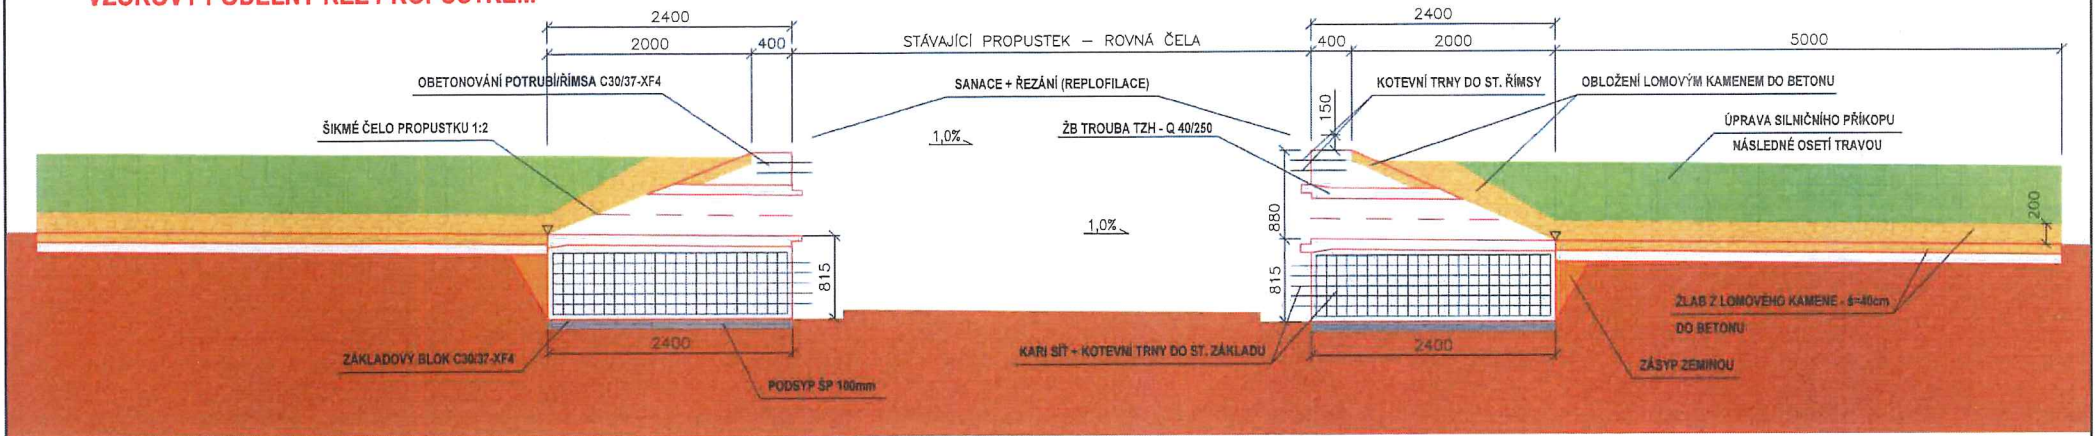 2400
2400
2000
400
STÁVAJÍCÍ PROPUSTEK – ROVNÁ ČELA
400
2000
5000
OBETONOVÁNÍ POTRUBÍ/ŘÍMSA C30/37-XF4
SANACE + ŘEZÁNÍ (REPLOFILACE)
KOTEVNÍ TRNY DO ST. ŘÍMSY
OBLOŽENÍ LOMOVÝM KAMENEM DO BETONU
150
ŠIKMÉ ČELO PROPUSTKU 1:2
1,0%
ŽB TROUBA TZH - Q 40/250
ÚPRAVA SILNIČNÍHO PŘÍKOPU
NÁSLEDNÉ OSETÍ TRAVOU
880
200
1,0%
815
815
ŽLAB Z LOMOVÉHO KAMENE - š=40cm
DO BETONU
2400
2400
ZÁKLADOVÝ BLOK C30/37-XF4
KARI SÍŤ + KOTEVNÍ TRNY DO ST. ZÁKLADU
ZÁSYP ZEMINOU
PODSYP ŠP 100mm